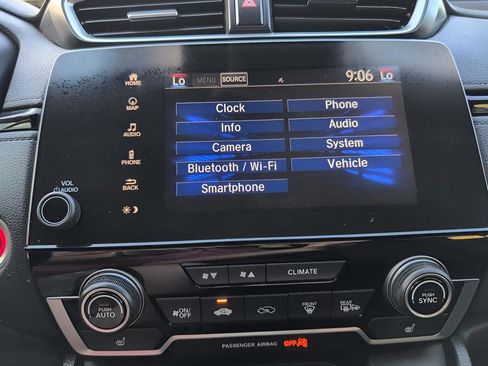 Lo MENU SOURCE 9:06 Lo
HOME
MAP
AUDIO
PHONE
BACK
VOL
AUDIO
Clock Phone
Info Audio
Camera System
Bluetooth / Wi-Fi Vehicle
Smartphone
CLIMATE
PUSH
AUTO
ON/
OFF
FRONT
REAR
PUSH
SYNC
PASSENGER AIRBAG OFF